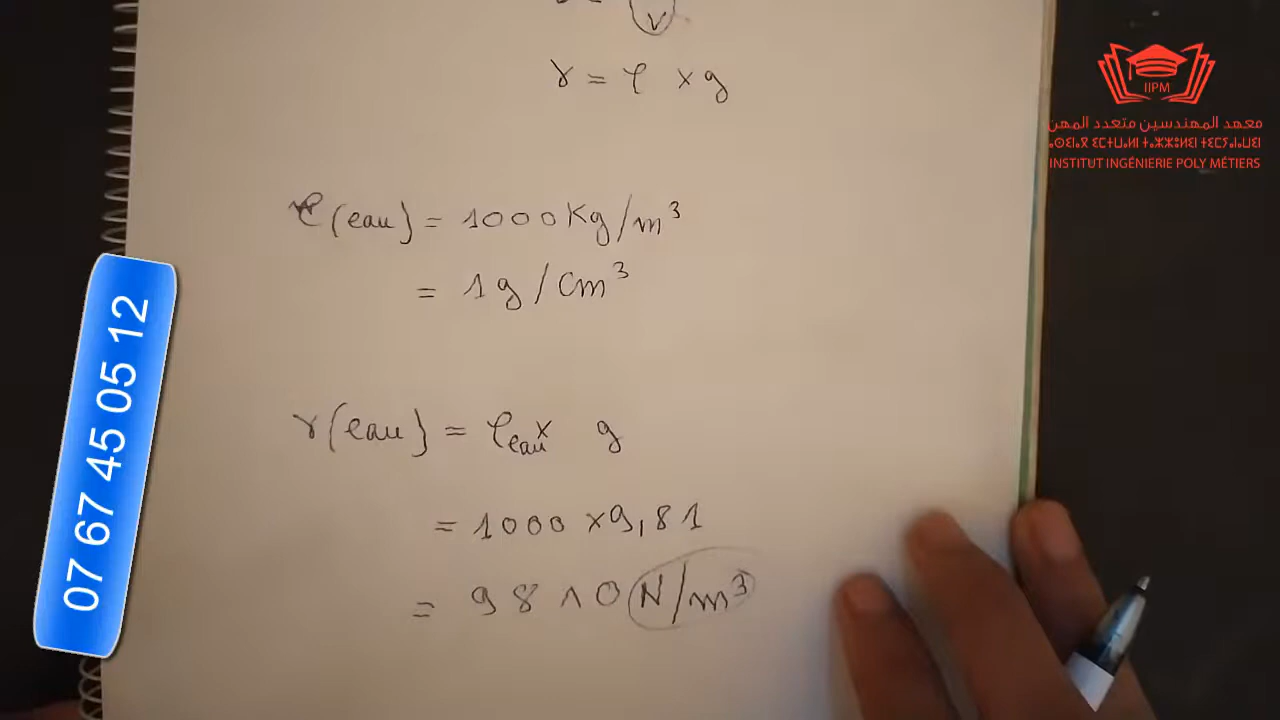 V
γ = ρ × g
ρ(eau) = 1000 Kg/m³
= 1 g / cm³
γ(eau) = ρeau × g
= 1000 × 9,81
= 9810 N/m³
07 67 45 05 12
IIPM
معهد المهندسين متعدد المهن
INSTITUT INGÉNIERIE POLY MÉTIERS